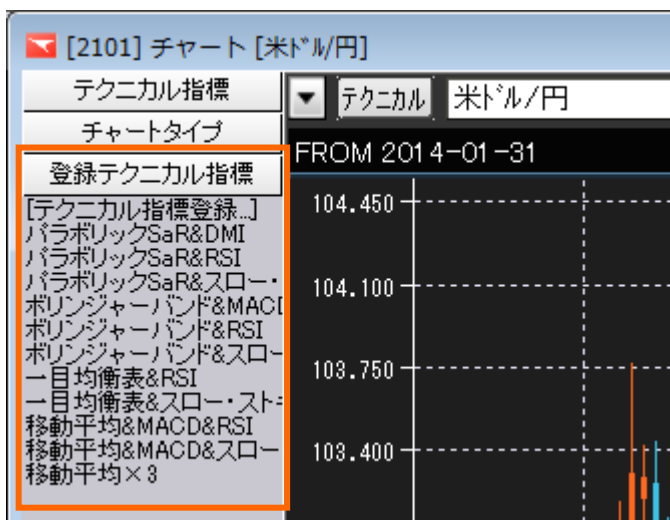 [2101] チャート [米ﾄﾞﾙ/円]
テクニカル指標
チャートタイプ
登録テクニカル指標
[テクニカル指標登録...]
パラボリックSaR&DMI
パラボリックSaR&RSI
パラボリックSaR&スロー・
ボリンジャーバンド&MACD
ボリンジャーバンド&RSI
ボリンジャーバンド&スロー
一目均衡表&RSI
一目均衡表&スロー・スト
移動平均&MACD&RSI
移動平均&MACD&スロー
移動平均×3
▼ ﾃｸﾆｶﾙ 米ﾄﾞﾙ/円
FROM 2014-01-31
104.450
104.100
103.750
103.400